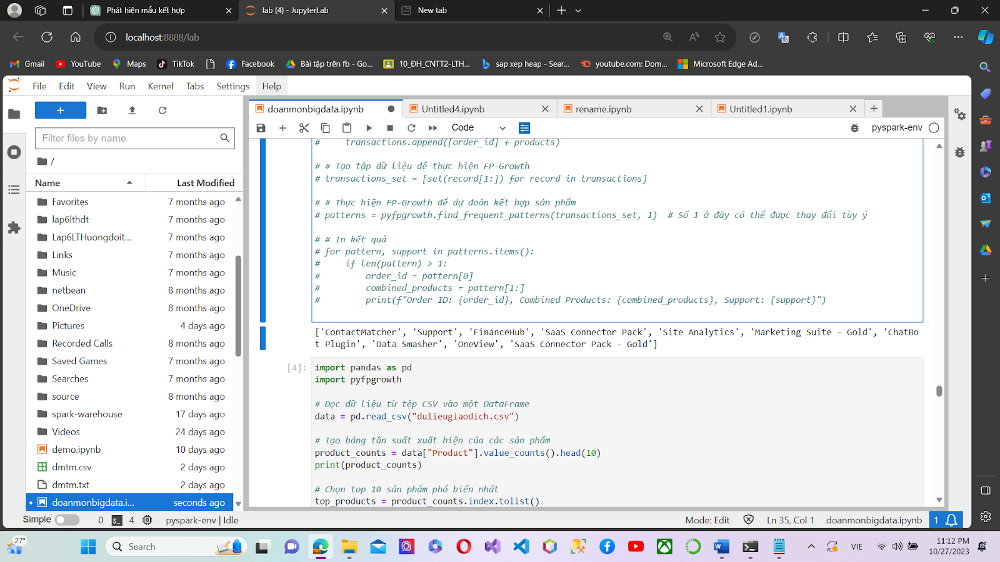 Phát hiện mẫu kết hợp
lab (4) - JupyterLab
New tab
localhost:8888/lab
Gmail
YouTube
Maps
TikTok
Facebook
Bài tập trên fb - Go...
10_ĐH_CNTT2-LTH...
sap xep heap - Sear...
youtube.com: Dom...
Microsoft Edge Ad...
File Edit View Run Kernel Tabs Settings Help
doanmonbigdata.ipynb
Untitled4.ipynb
rename.ipynb
Untitled1.ipynb
Code
pyspark-env
Filter files by name
/
Name Last Modified
Favorites 7 months ago
lap6lthdt 7 months ago
Lap6LTHuongdoit... 7 months ago
Links 7 months ago
Music 7 months ago
netbean 8 months ago
OneDrive 8 months ago
Pictures 4 days ago
Recorded Calls 8 months ago
Saved Games 7 months ago
Searches 7 months ago
source 8 months ago
spark-warehouse 17 days ago
Videos 24 days ago
demo.ipynb 10 days ago
dmtm.csv 2 days ago
dmtm.txt 2 days ago
doanmonbigdata.i... seconds ago
#     transactions.append([order_id] + products)
# # Tạo tập dữ liệu để thực hiện FP-Growth
# transactions_set = [set(record[1:]) for record in transactions]
# # Thực hiện FP-Growth để dự đoán kết hợp sản phẩm
# patterns = pyfpgrowth.find_frequent_patterns(transactions_set, 1)  # Số 1 ở đây có thể được thay đổi tùy ý
# # In kết quả
# for pattern, support in patterns.items():
#     if len(pattern) > 1:
#         order_id = pattern[0]
#         combined_products = pattern[1:]
#         print(f"Order ID: {order_id}, Combined Products: {combined_products}, Support: {support}")
['ContactMatcher', 'Support', 'FinanceHub', 'SaaS Connector Pack', 'Site Analytics', 'Marketing Suite - Gold', 'ChatBo
t Plugin', 'Data Smasher', 'OneView', 'SaaS Connector Pack - Gold']
[4]: import pandas as pd
import pyfpgrowth
# Đọc dữ liệu từ tệp CSV vào một DataFrame
data = pd.read_csv("dulieugiaodich.csv")
# Tạo bảng tần suất xuất hiện của các sản phẩm
product_counts = data["Product"].value_counts().head(10)
print(product_counts)
# Chọn top 10 sản phẩm phổ biến nhất
top_products = product_counts.index.tolist()
Simple 0 4 pyspark-env | Idle Mode: Edit Ln 35, Col 1 doanmonbigdata.ipynb 1
27°
Search
VIE
11:12 PM
10/27/2023